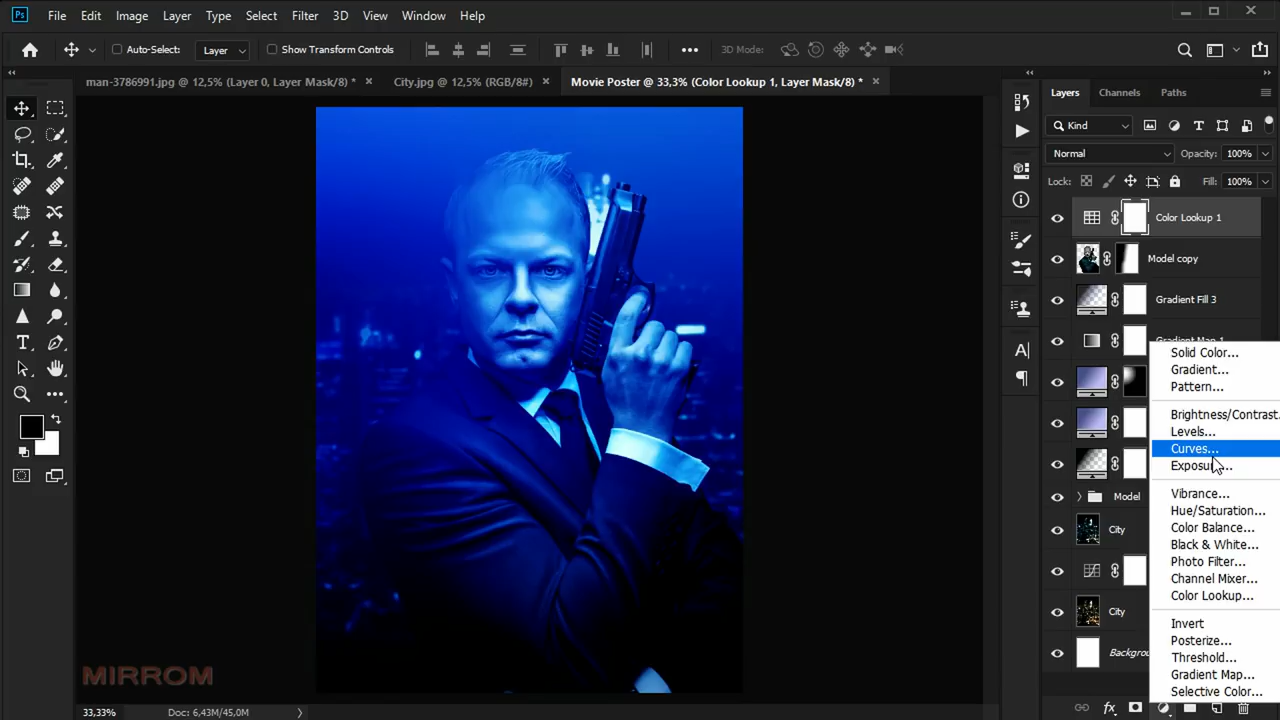 Ps File Edit Image Layer Type Select Filter 3D View Window Help
Auto-Select: Layer Show Transform Controls 3D Mode:
man-3786991.jpg @ 12,5% (Layer 0, Layer Mask/8) * City.jpg @ 12,5% (RGB/8#) Movie Poster @ 33,3% (Color Lookup 1, Layer Mask/8) *
Layers Channels Paths
Kind
Normal Opacity: 100%
Lock: Fill: 100%
Color Lookup 1
Model copy
Gradient Fill 3
Gradient Map 1
Solid Color...
Gradient...
Pattern...
Brightness/Contrast.
Levels...
Curves...
Model
Vibrance...
Hue/Saturation...
City
Color Balance...
Black & White...
Photo Filter...
Channel Mixer...
Color Lookup...
City
Invert
Posterize...
Threshold...
Gradient Map...
Selective Color...
MIRROM
33,33% Doc: 6,43M/45,0M